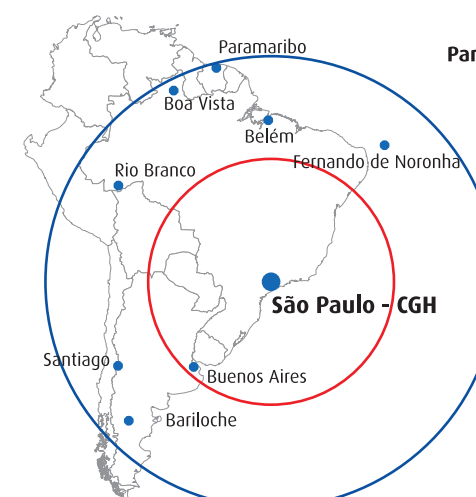 Paramaribo
Par
Boa Vista
Belém
Fernando de Noronha
Rio Branco
São Paulo - CGH
Santiago
Buenos Aires
Bariloche